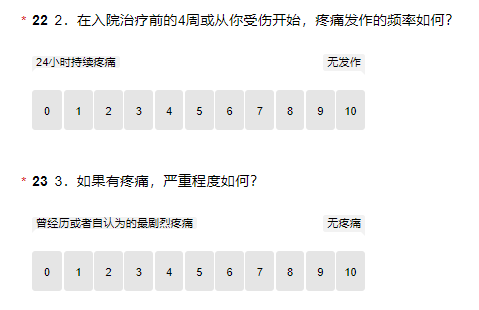 * 22 2．在入院治疗前的4周或从你受伤开始，疼痛发作的频率如何？
24小时持续疼痛 无发作
0 1 2 3 4 5 6 7 8 9 10
* 23 3．如果有疼痛，严重程度如何？
曾经历或者自认为的最剧烈疼痛 无疼痛
0 1 2 3 4 5 6 7 8 9 10